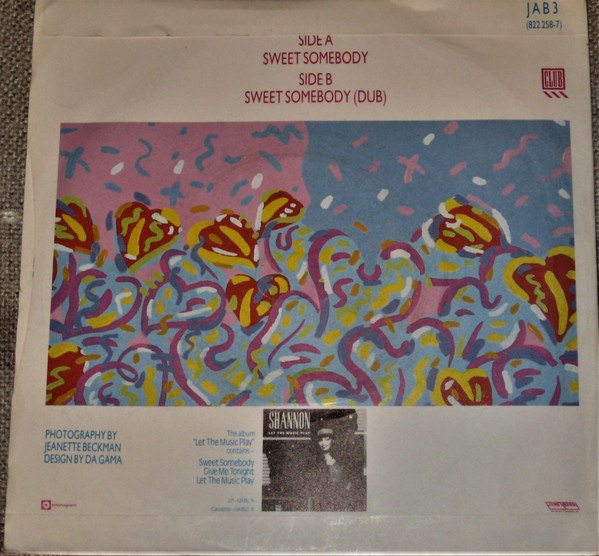 JAB 3
(822 258-7)
SIDE A
SWEET SOMEBODY
SIDE B
SWEET SOMEBODY (DUB)
CLUB
PHOTOGRAPHY BY
JEANETTE BECKMAN
DESIGN BY DA GAMA
The album
"Let The Music Play"
contains –
Sweet Somebody
Give Me Tonight
Let The Music Play
SHANNON
LET THE MUSIC PLAY
phonogram